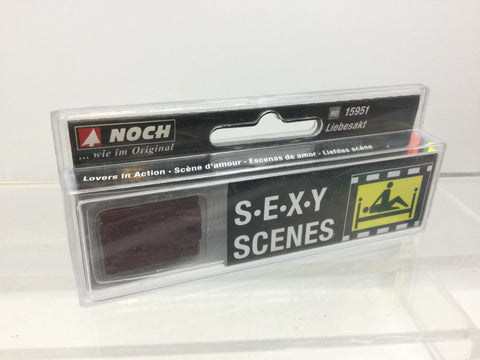 NOCH
... wie im Original
H0 15951
Liebesakt
Lovers in Action · Scène d'amour · Escenas de amor · Liefdes scène
S·E·X·Y
SCENES